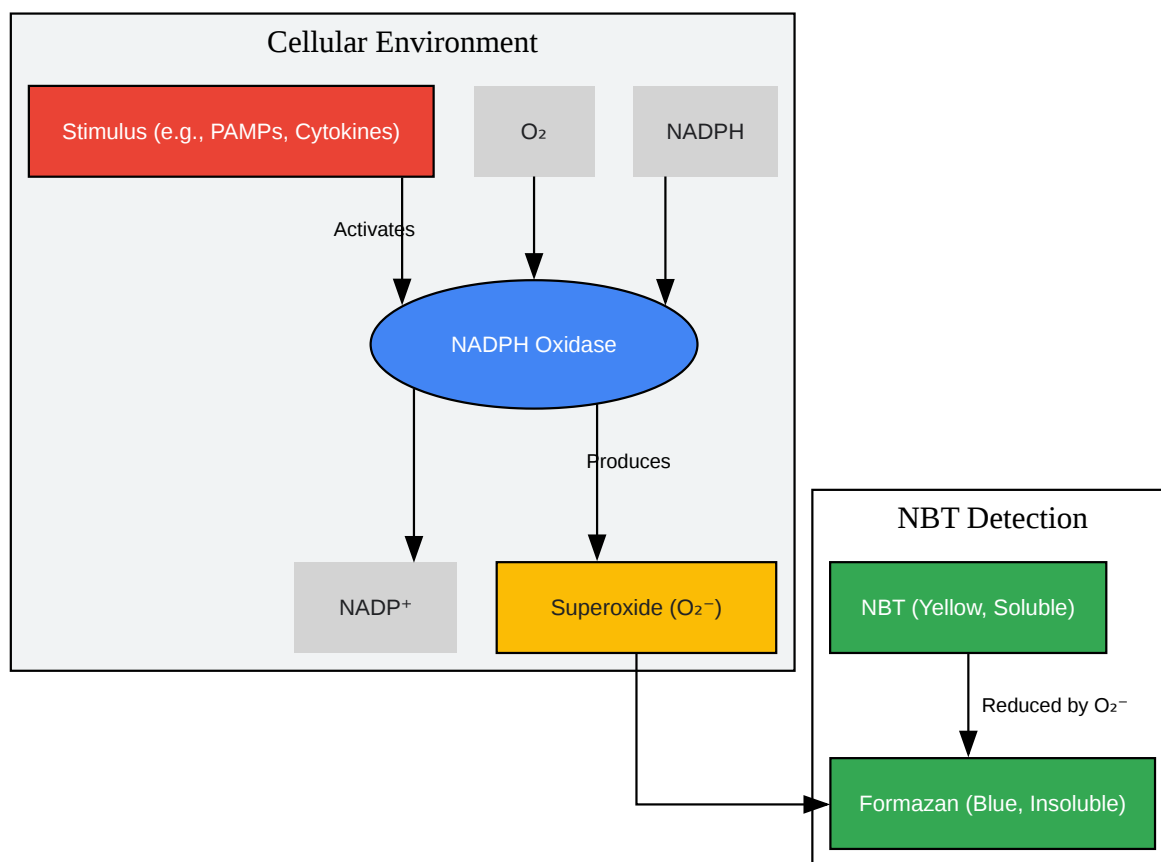 Cellular Environment
Stimulus (e.g., PAMPs, Cytokines)
O₂
NADPH
Activates
NADPH Oxidase
Produces
NBT Detection
NADP⁺
Superoxide (O₂⁻)
NBT (Yellow, Soluble)
Reduced by O₂⁻
Formazan (Blue, Insoluble)